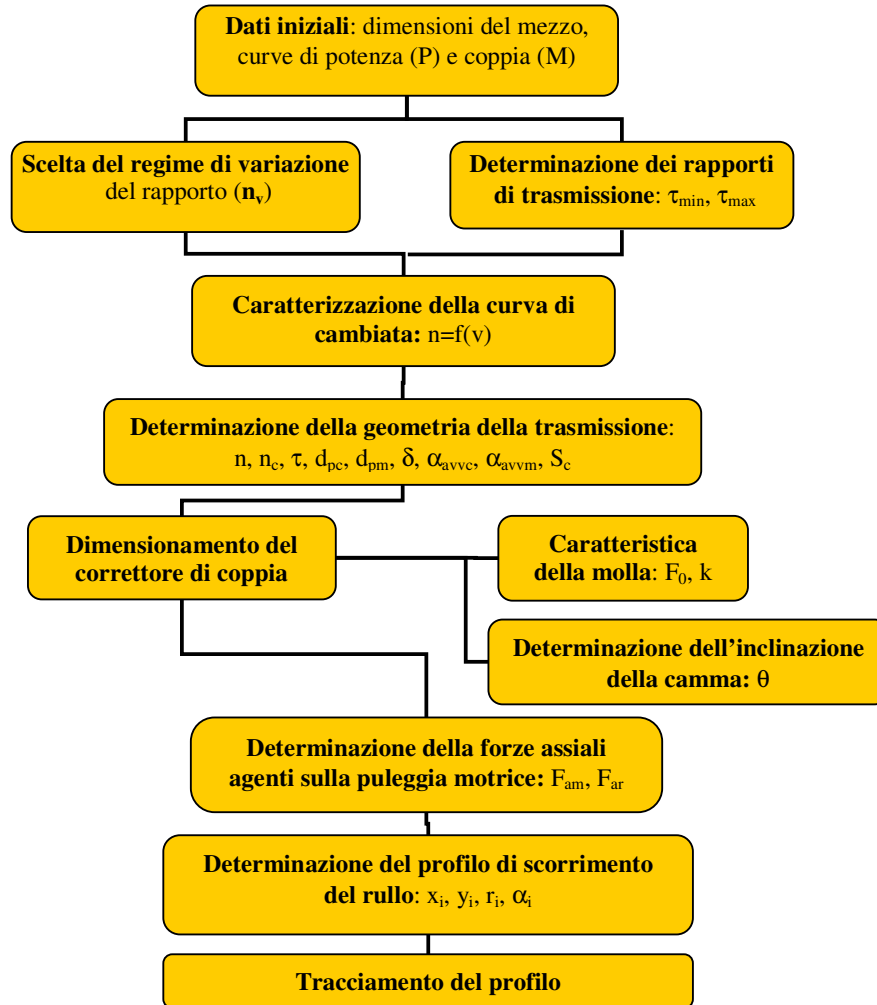 Dati iniziali: dimensioni del mezzo,
curve di potenza (P) e coppia (M)
Scelta del regime di variazione
del rapporto (nv)
Determinazione dei rapporti
di trasmissione: τmin, τmax
Caratterizzazione della curva di
cambiata: n=f(v)
Determinazione della geometria della trasmissione:
n, nc, τ, dpc, dpm, δ, αavvc, αavvm, Sc
Dimensionamento del
correttore di coppia
Caratteristica
della molla: F0, k
Determinazione dell’inclinazione
della camma: θ
Determinazione della forze assiali
agenti sulla puleggia motrice: Fam, Far
Determinazione del profilo di scorrimento
del rullo: xi, yi, ri, αi
Tracciamento del profilo